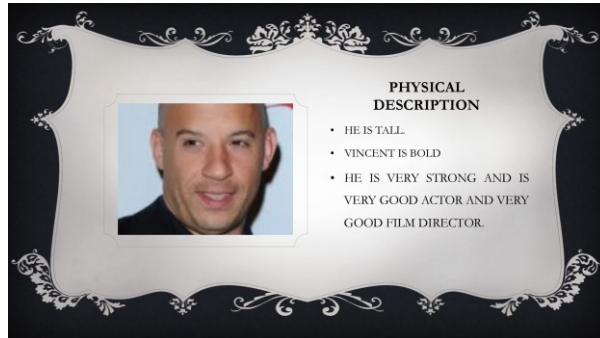 PHYSICAL
DESCRIPTION
• HE IS TALL.
• VINCENT IS BOLD
• HE IS VERY STRONG AND IS
VERY GOOD ACTOR AND VERY
GOOD FILM DIRECTOR.